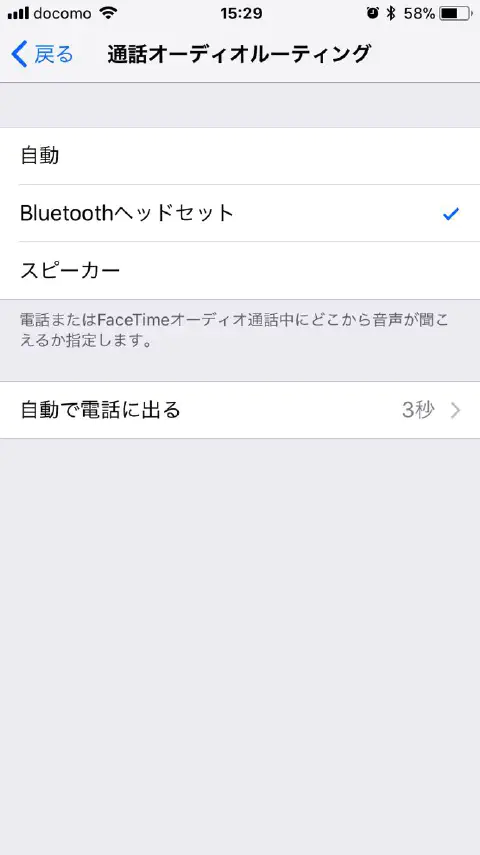 docomo 15:29 58%
戻る 通話オーディオルーティング
自動
Bluetoothヘッドセット
スピーカー
電話またはFaceTimeオーディオ通話中にどこから音声が聞こ
えるか指定します。
自動で電話に出る 3秒